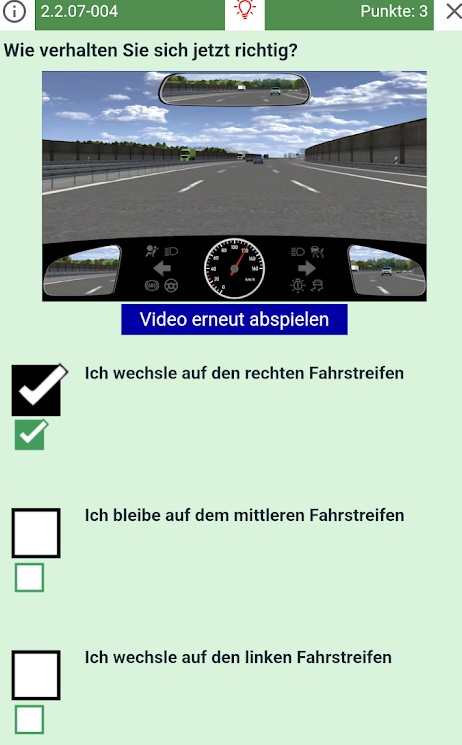 2.2.07-004
Punkte: 3
Wie verhalten Sie sich jetzt richtig?
Video erneut abspielen
Ich wechsle auf den rechten Fahrstreifen
Ich bleibe auf dem mittleren Fahrstreifen
Ich wechsle auf den linken Fahrstreifen